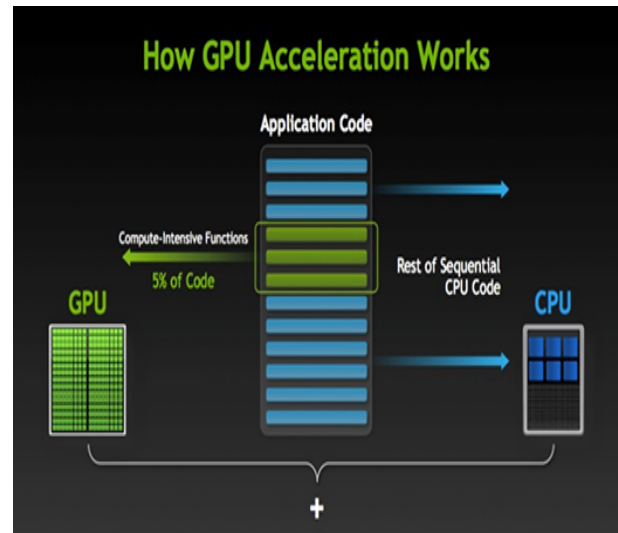 How GPU Acceleration Works
Application Code
Compute-Intensive Functions
5% of Code
Rest of Sequential
CPU Code
GPU
CPU
+